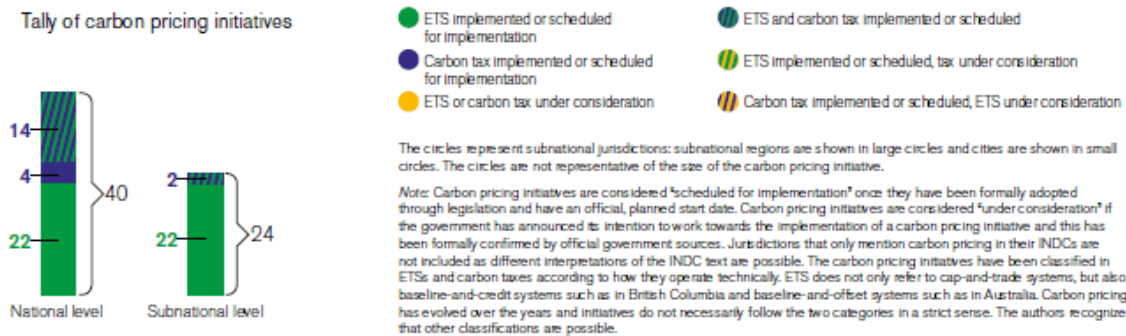 Tally of carbon pricing initiatives
14
4
22
40
National level
2
22
24
Subnational level
ETS implemented or scheduled
for implementation
Carbon tax implemented or scheduled
for implementation
ETS or carbon tax under consideration
ETS and carbon tax implemented or scheduled
ETS implemented or scheduled, tax under consideration
Carbon tax implemented or scheduled, ETS under consideration
The circles represent subnational jurisdictions: subnational regions are shown in large circles and cities are shown in small
circles. The circles are not representative of the size of the carbon pricing initiative.
Note: Carbon pricing initiatives are considered "scheduled for implementation" once they have been formally adopted
through legislation and have an official, planned start date. Carbon pricing initiatives are considered "under consideration" if
the government has announced its intention to work towards the implementation of a carbon pricing initiative and this has
been formally confirmed by official government sources. Jurisdictions that only mention carbon pricing in their INDCs are
not included as different interpretations of the INDC text are possible. The carbon pricing initiatives have been classified in
ETSs and carbon taxes according to how they operate technically. ETS does not only refer to cap-and-trade systems, but also
baseline-and-credit systems such as in British Columbia and baseline-and-offset systems such as in Australia. Carbon pricing
has evolved over the years and initiatives do not necessarily follow the two categories in a strict sense. The authors recognize
that other classifications are possible.